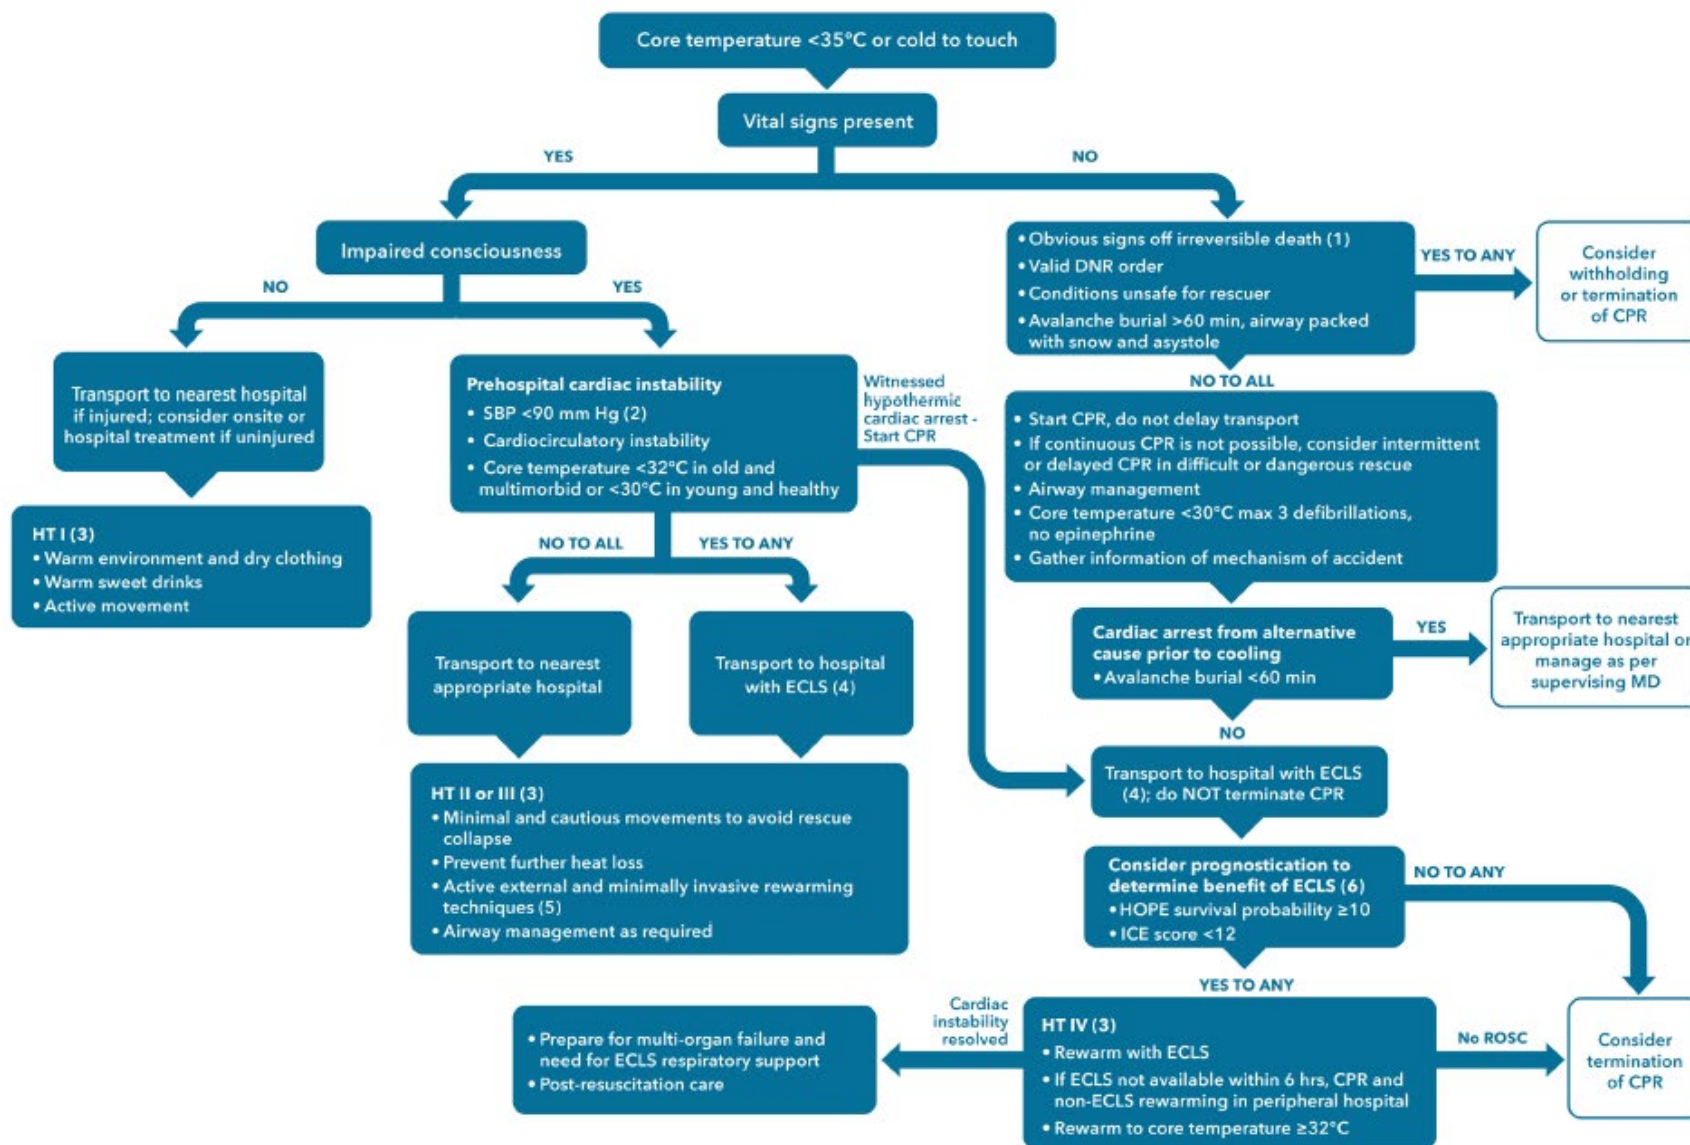 Core temperature <35°C or cold to touch
Vital signs present
YES
NO
Impaired consciousness
NO
YES
Transport to nearest hospital
if injured; consider onsite or
hospital treatment if uninjured
HT I (3)
• Warm environment and dry clothing
• Warm sweet drinks
• Active movement
Prehospital cardiac instability
• SBP <90 mm Hg (2)
• Cardiocirculatory instability
• Core temperature <32°C in old and
multimorbid or <30°C in young and healthy
Witnessed
hypothermic
cardiac arrest -
Start CPR
NO TO ALL
YES TO ANY
Transport to nearest
appropriate hospital
Transport to hospital
with ECLS (4)
HT II or III (3)
• Minimal and cautious movements to avoid rescue
collapse
• Prevent further heat loss
• Active external and minimally invasive rewarming
techniques (5)
• Airway management as required
• Obvious signs off irreversible death (1)
• Valid DNR order
• Conditions unsafe for rescuer
• Avalanche burial >60 min, airway packed
with snow and asystole
YES TO ANY
Consider
withholding
or termination
of CPR
NO TO ALL
• Start CPR, do not delay transport
• If continuous CPR is not possible, consider intermittent
or delayed CPR in difficult or dangerous rescue
• Airway management
• Core temperature <30°C max 3 defibrillations,
no epinephrine
• Gather information of mechanism of accident
Cardiac arrest from alternative
cause prior to cooling
• Avalanche burial <60 min
YES
Transport to nearest
appropriate hospital or
manage as per
supervising MD
NO
Transport to hospital with ECLS
(4); do NOT terminate CPR
Consider prognostication to
determine benefit of ECLS (6)
• HOPE survival probability ≥10
• ICE score <12
NO TO ANY
YES TO ANY
HT IV (3)
• Rewarm with ECLS
• If ECLS not available within 6 hrs, CPR and
non-ECLS rewarming in peripheral hospital
• Rewarm to core temperature ≥32°C
Cardiac
instability
resolved
• Prepare for multi-organ failure and
need for ECLS respiratory support
• Post-resuscitation care
No ROSC
Consider
termination
of CPR